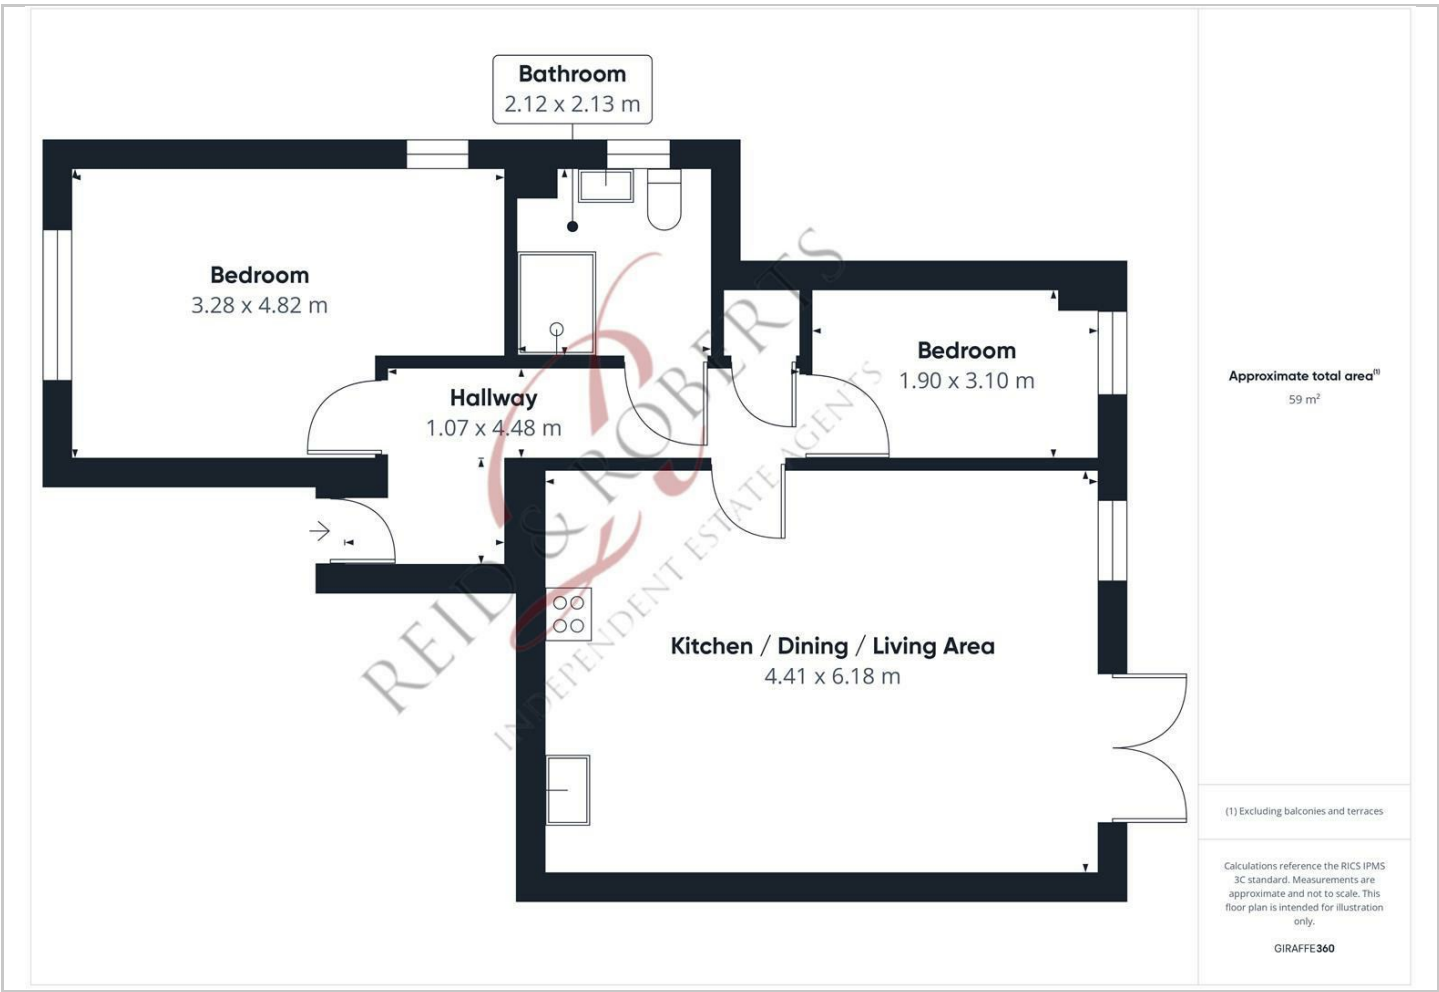 Bathroom
2.12 x 2.13 m
Bedroom
3.28 x 4.82 m
Bedroom
1.90 x 3.10 m
Hallway
1.07 x 4.48 m
Kitchen / Dining / Living Area
4.41 x 6.18 m
REID & ROBERTS
INDEPENDENT ESTATE AGENTS
Approximate total area(1)
59 m²
(1) Excluding balconies and terraces
Calculations reference the RICS IPMS
3C standard. Measurements are
approximate and not to scale. This
floor plan is intended for illustration
only.
GIRAFFE360